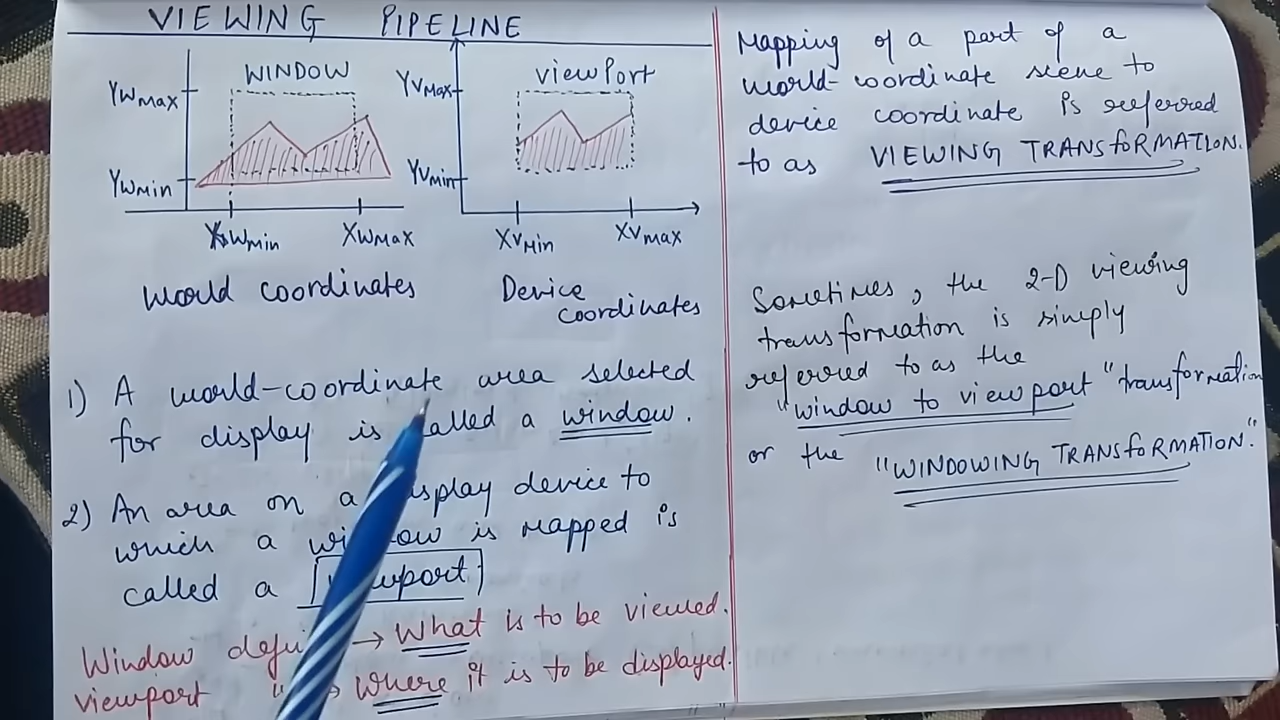 VIEWING PIPELINE
WINDOW
YWMax
YWMin
XWMin
XWMax
World coordinates
viewPort
YVMax
YVMin
XVMin
XVMax
Device
coordinates
1) A world-coordinate area selected
for display is called a window.
2) An area on a display device to
which a window is mapped is
called a viewport
Window → What is to be viewed.
viewport " → Where it is to be displayed.
Mapping of a part of a
world-coordinate scene to
device coordinate is referred
to as VIEWING TRANSFORMATION.
Sometimes, the 2-D viewing
transformation is simply
referred to as the
"window to viewport" transformation
or the "WINDOWING TRANSFORMATION."